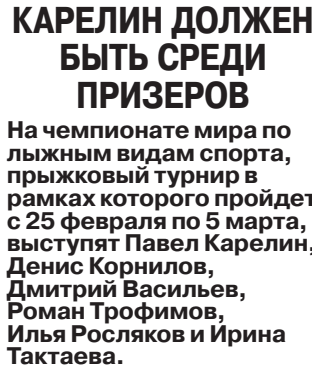 КАРЕЛИН ДОЛЖЕН
БЫТЬ СРЕДИ
ПРИЗЕРОВ
На чемпионате мира по
лыжным видам спорта,
прыжковый турнир в
рамках которого пройдет
с 25 февраля по 5 марта,
выступят Павел Карелин,
Денис Корнилов,
Дмитрий Васильев,
Роман Трофимов,
Илья Росляков и Ирина
Тактаева.